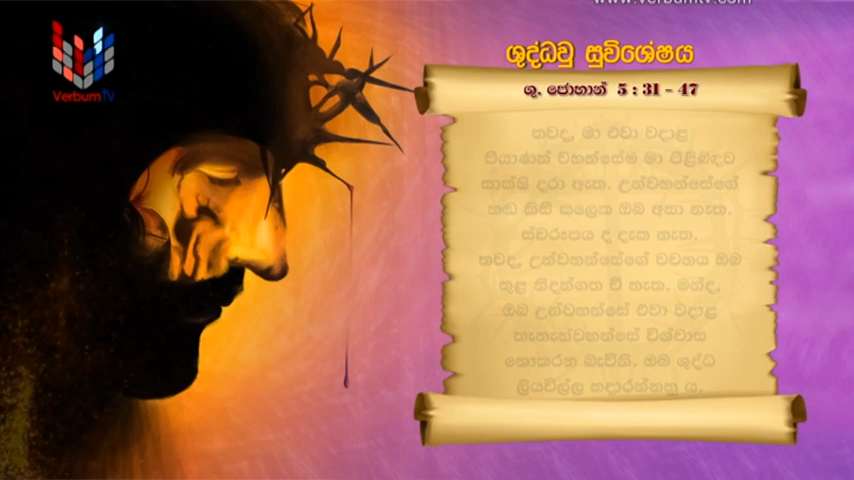 www.verbumtv.com
Verbum TV
ශුද්ධවූ සුවිශේෂය
ශු. ජොහාන් 5 : 31 - 47
තවද, මා එවා වදාළ
පියාණන් වහන්සේම මා පිළිබඳව
සාක්ෂි දරා ඇත. උන්වහන්සේගේ
හඬ කිසි කලෙක ඔබ අසා නැත.
ස්වරූපය ද දැක නැත.
තවද, උන්වහන්සේගේ වචනය ඔබ
තුළ නිදන්ගත වී නැත. මන්ද,
ඔබ උන්වහන්සේ එවා වදාළ
තැනැන්වහන්සේ විශ්වාස
නොකරන බැවිනි. ඔබ ශුද්ධ
ලියවිල්ල හදාරන්නහු ය.